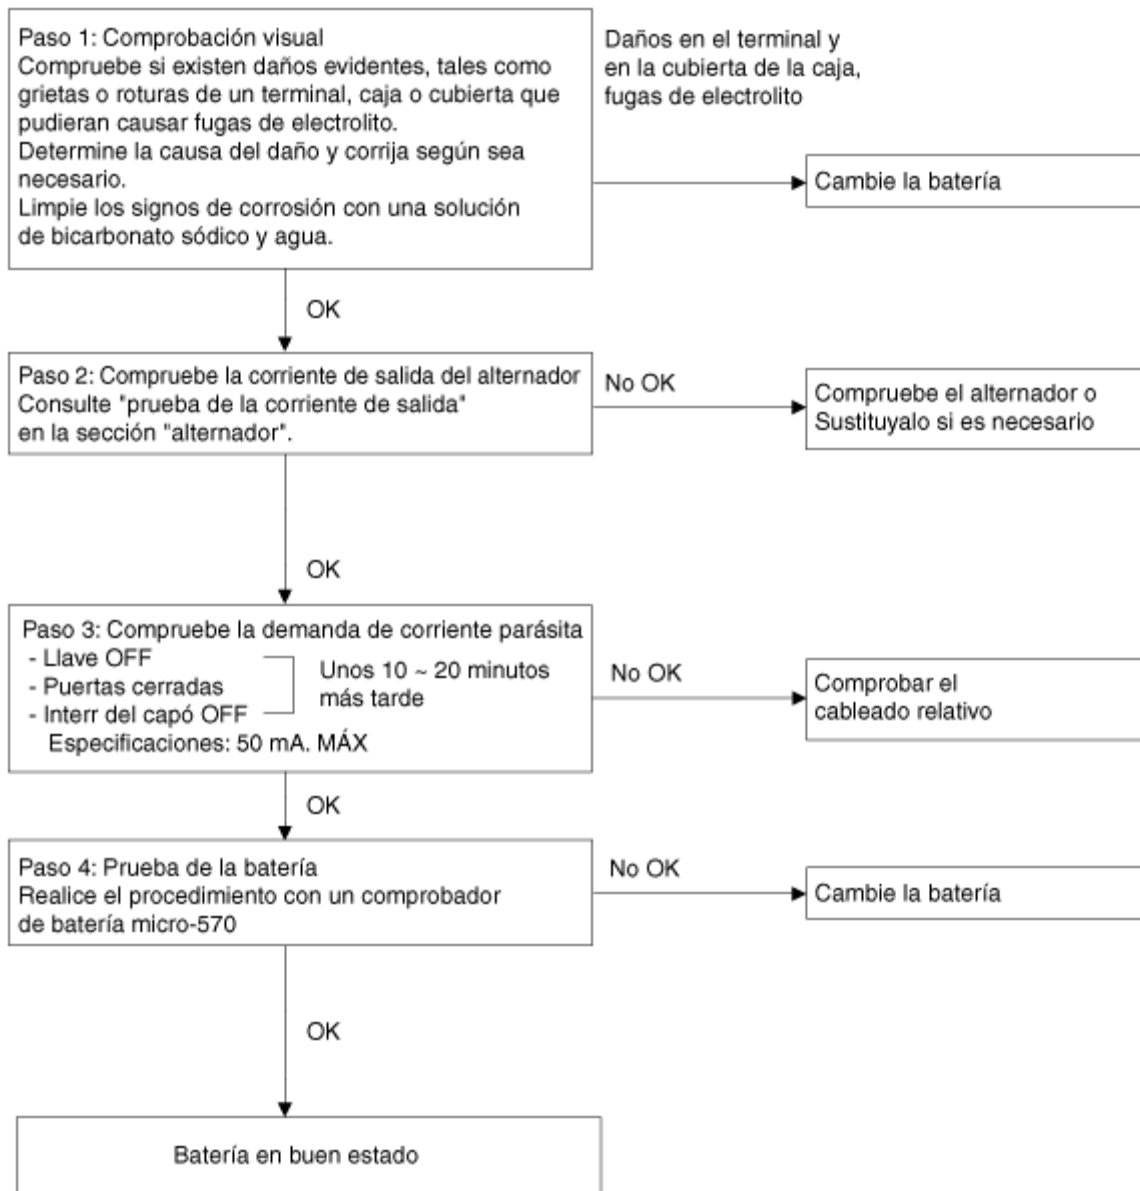 Paso 1: Comprobación visual
Compruebe si existen daños evidentes, tales como
grietas o roturas de un terminal, caja o cubierta que
pudieran causar fugas de electrolito.
Determine la causa del daño y corrija según sea
necesario.
Limpie los signos de corrosión con una solución
de bicarbonato sódico y agua.
Daños en el terminal y
en la cubierta de la caja,
fugas de electrolito
Cambie la batería
OK
Paso 2: Compruebe la corriente de salida del alternador
Consulte "prueba de la corriente de salida"
en la sección "alternador".
No OK
Compruebe el alternador o
Sustituyalo si es necesario
OK
Paso 3: Compruebe la demanda de corriente parásita
- Llave OFF
- Puertas cerradas
- Interr del capó OFF
Unos 10 ~ 20 minutos
más tarde
Especificaciones: 50 mA. MÁX
No OK
Comprobar el
cableado relativo
OK
Paso 4: Prueba de la batería
Realice el procedimiento con un comprobador
de batería micro-570
No OK
Cambie la batería
OK
Batería en buen estado